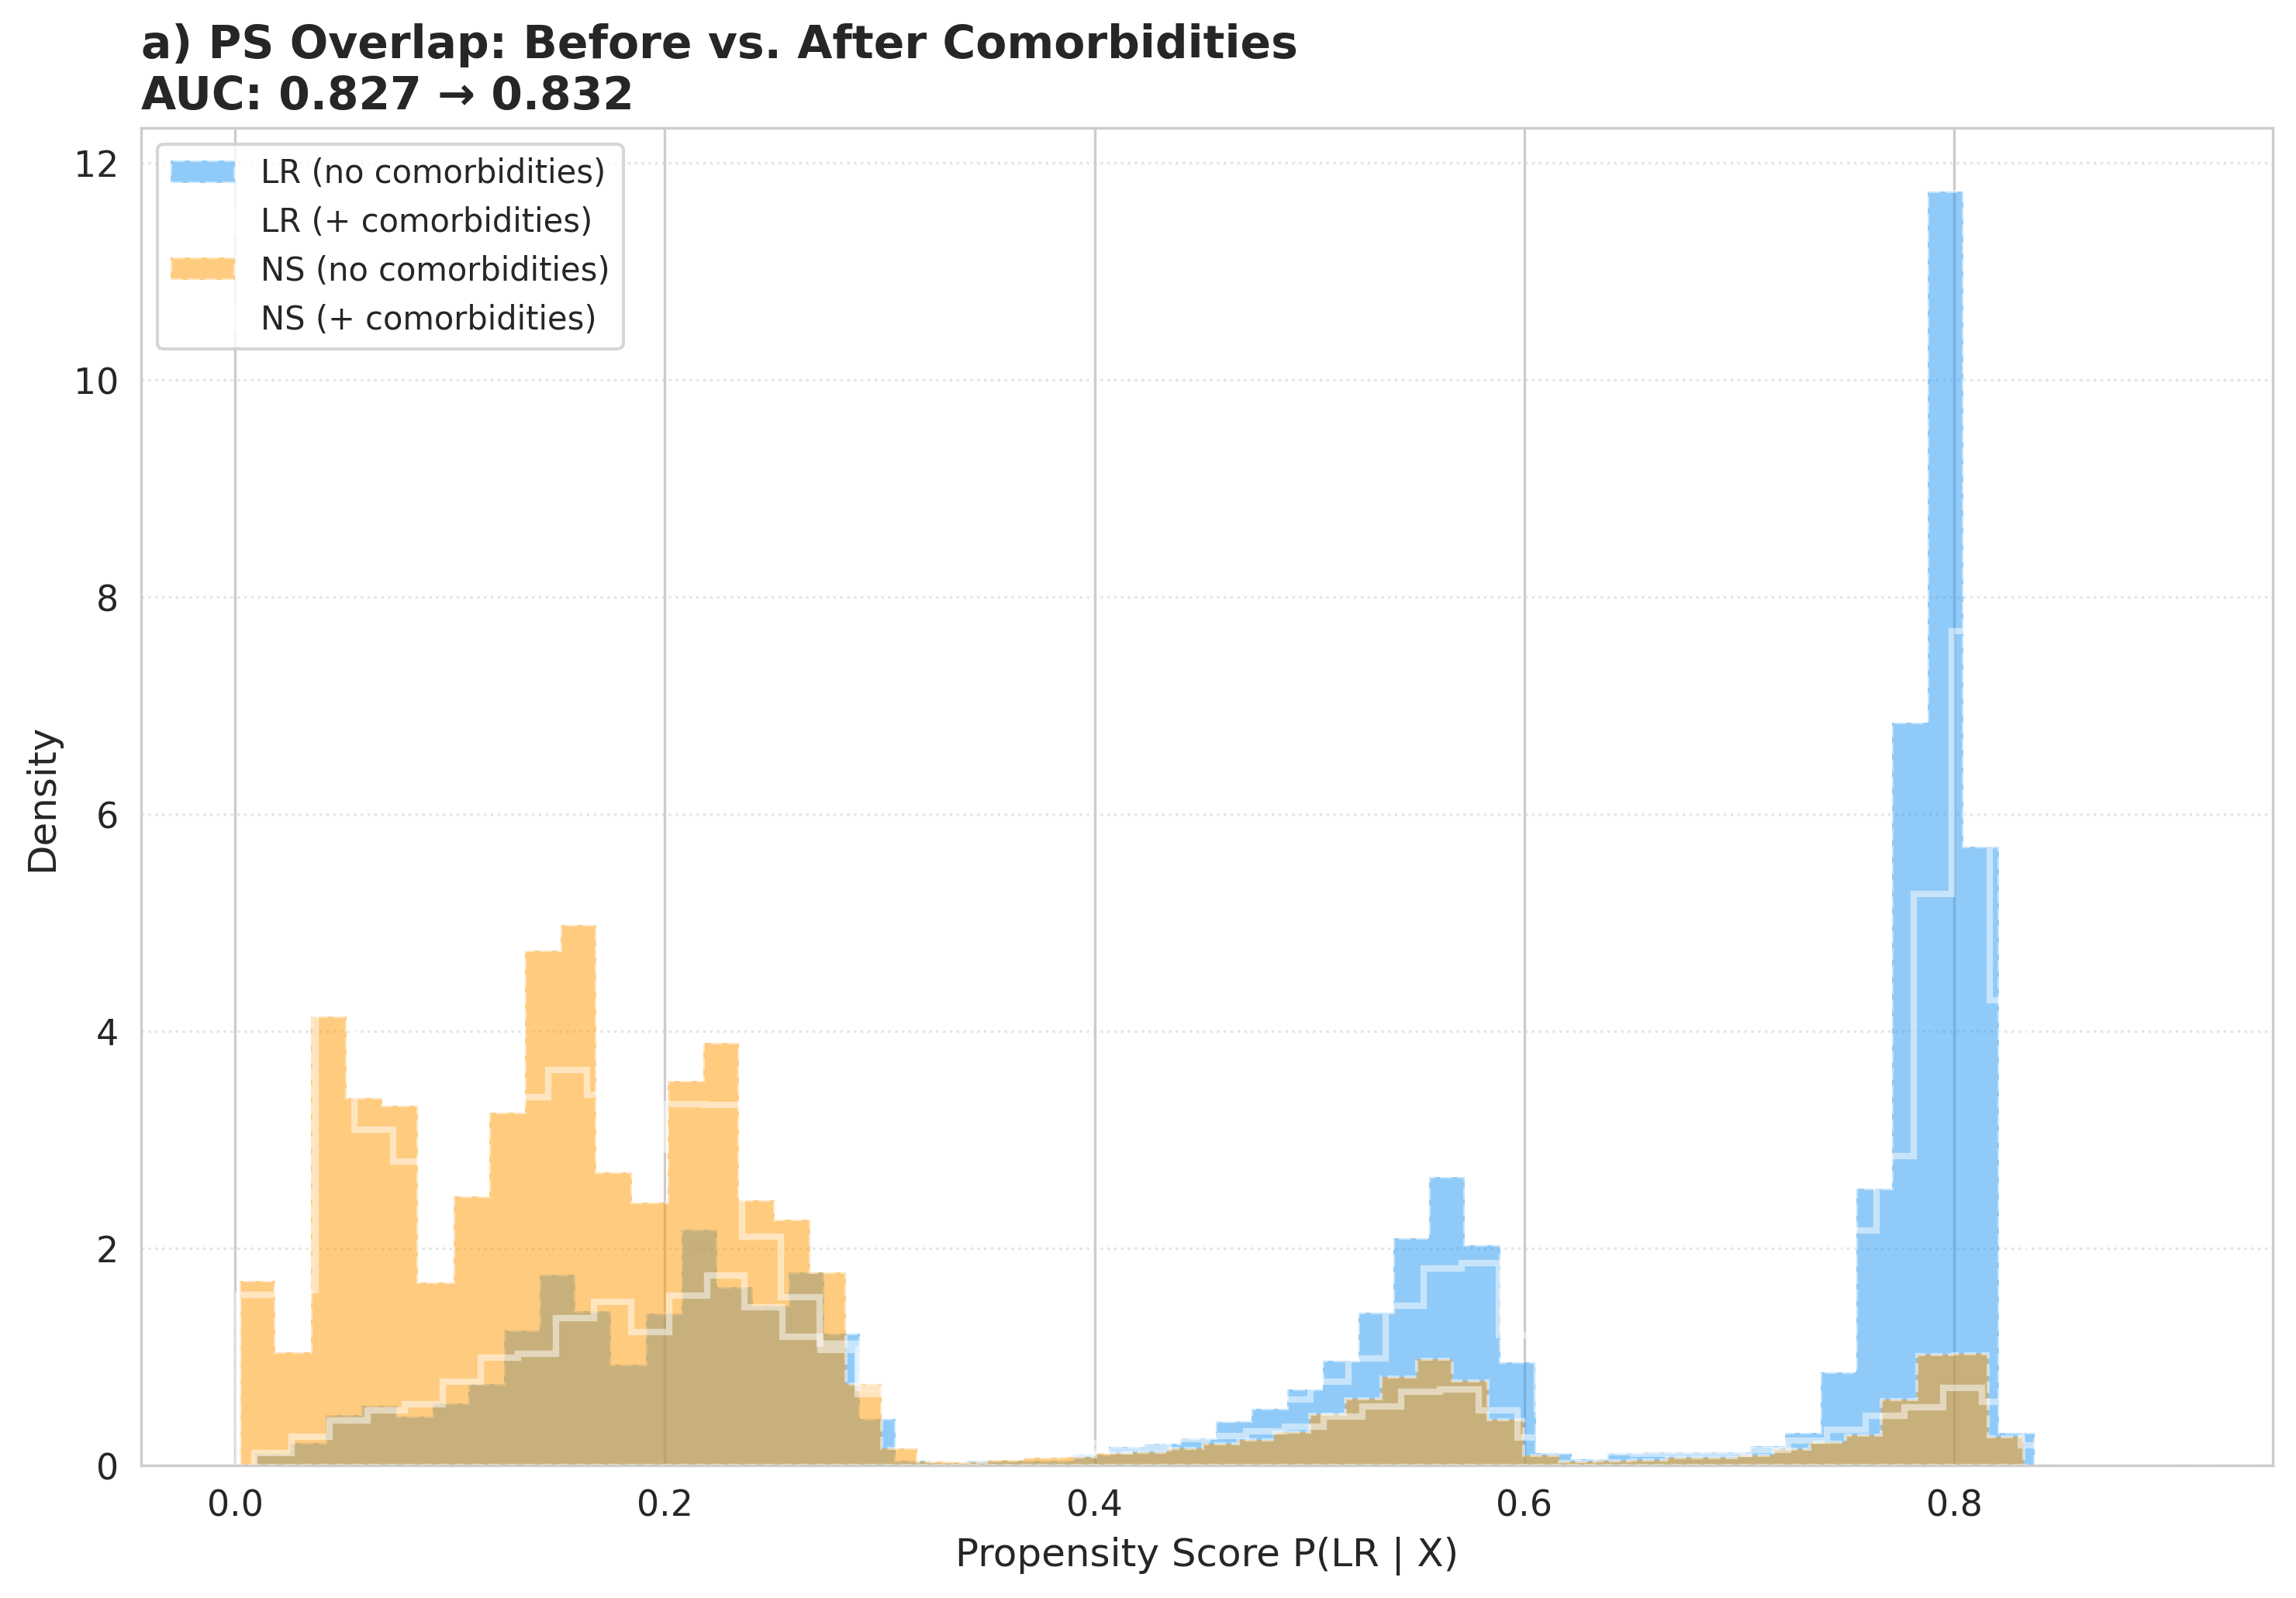 a) PS Overlap: Before vs. After Comorbidities
AUC: 0.827 → 0.832
12
10
8
6
4
2
0
Density
LR (no comorbidities)
LR (+ comorbidities)
NS (no comorbidities)
NS (+ comorbidities)
0.0 0.2 0.4 0.6 0.8
Propensity Score P(LR | X)